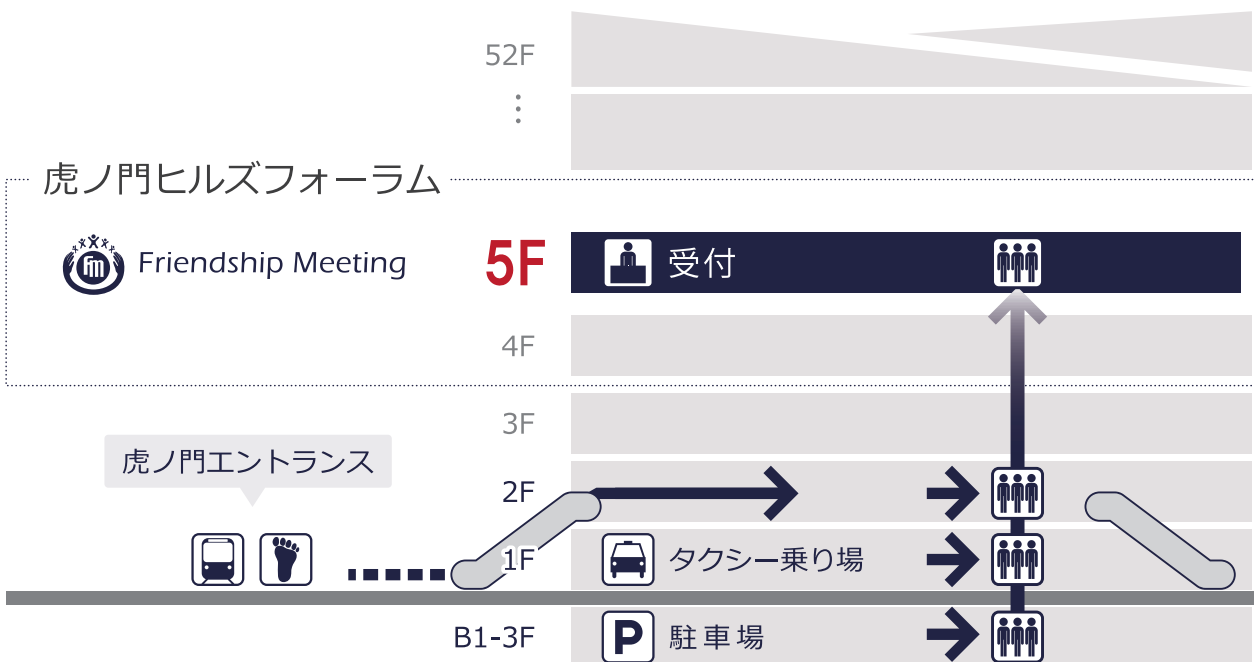 52F
⋮
虎ノ門ヒルズフォーラム
fm Friendship Meeting
5F
受付
4F
3F
虎ノ門エントランス
2F
1F
タクシー乗り場
B1-3F
P 駐車場